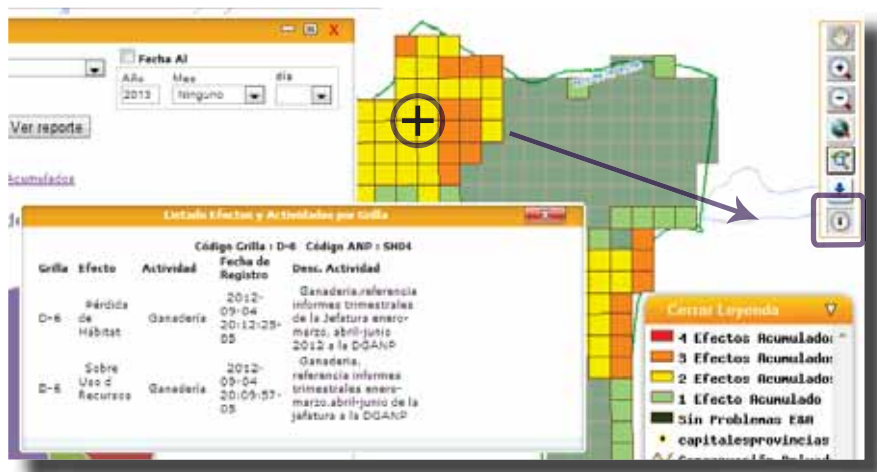 X
Fecha Al
Año Mes día
2013 Ninguno
Ver reporte
Acumulados
Listado Efectos y Actividades por Grilla
Código Grilla : D-6 Código ANP : SH04
Grilla Efecto Actividad Fecha de Registro Desc. Actividad
D-6 Pérdida de Hábitat Ganadería 2012-09-04 20:12:25-05 Ganadería.referencia informes trimestrales de la Jefatura enero-marzo, abril-junio 2012 a la DGANP
D-6 Sobre Uso d Recursos Ganadería 2012-09-04 20:09:57-05 Ganaderia, referencia informes trimestrales enero-marzo.abril-junio de la jafatura a la DGANP
Cerrar Leyenda
4 Efectos Acumulado:
3 Efectos Acumulado:
2 Efectos Acumulado:
1 Efecto Acumulado
Sin Problemas E&A
capitalesprovincias